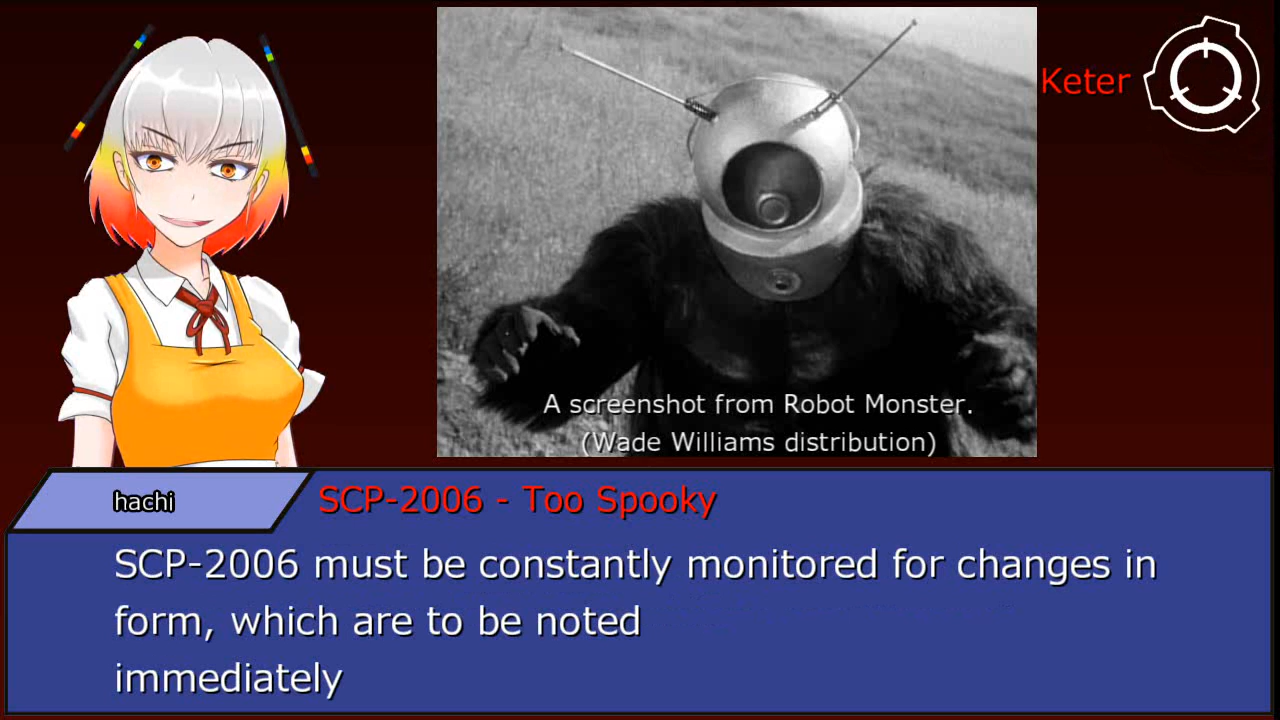 Keter
A screenshot from Robot Monster.
(Wade Williams distribution)
hachi
SCP-2006 - Too Spooky
SCP-2006 must be constantly monitored for changes in
form, which are to be noted
immediately